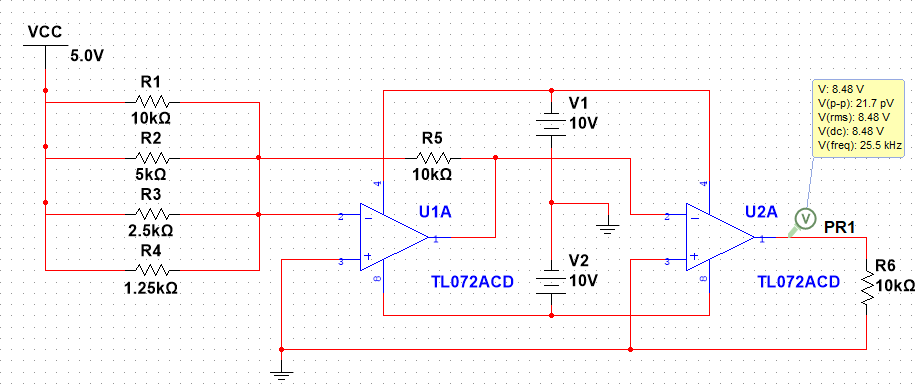 VCC
5.0V
R1
10kΩ
R2
5kΩ
R3
2.5kΩ
R4
1.25kΩ
R5
10kΩ
V1
10V
V2
10V
4
2
3
8
1
U1A
TL072ACD
4
2
3
8
1
U2A
TL072ACD
V: 8.48 V
V(p-p): 21.7 pV
V(rms): 8.48 V
V(dc): 8.48 V
V(freq): 25.5 kHz
V
PR1
R6
10kΩ